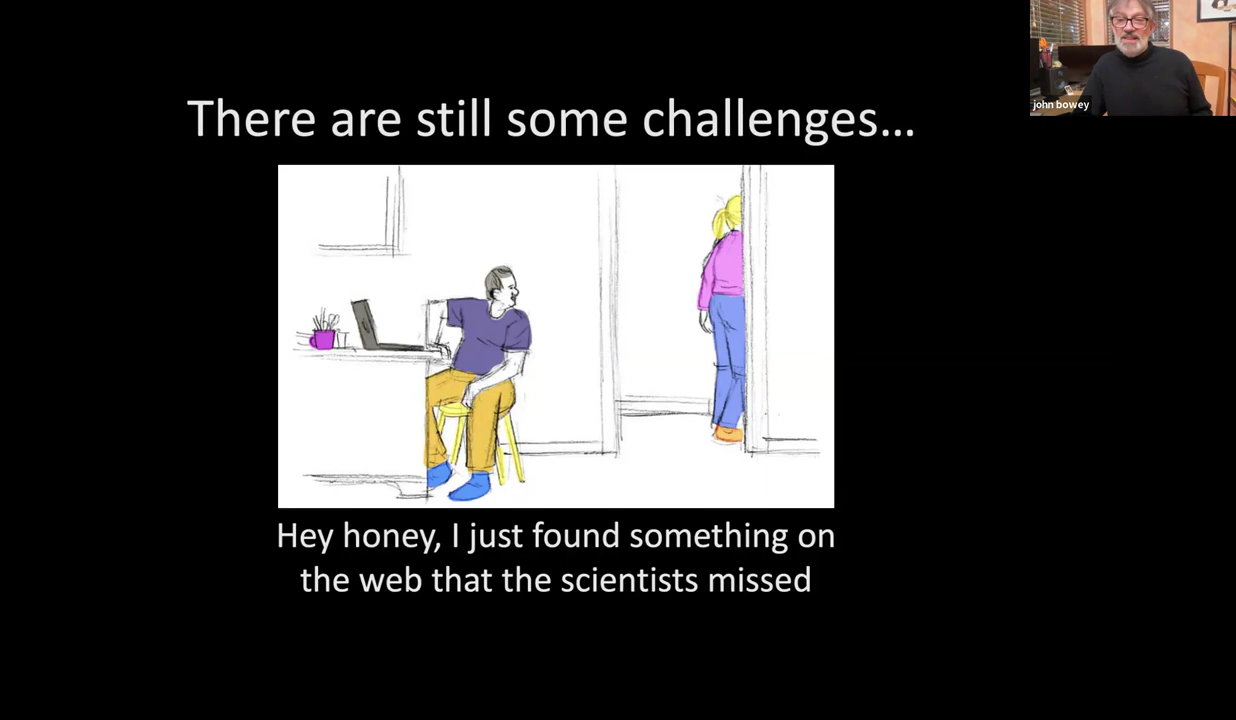 There are still some challenges...
Hey honey, I just found something on
the web that the scientists missed
john bowey